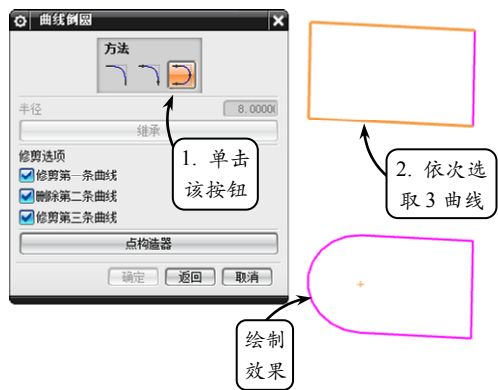 曲线倒圆
方法
半径 8.0000
继承
修剪选项
修剪第一条曲线
删除第二条曲线
修剪第三条曲线
点构造器
确定 返回 取消
1. 单击
该按钮
2. 依次选
取3曲线
绘制
效果